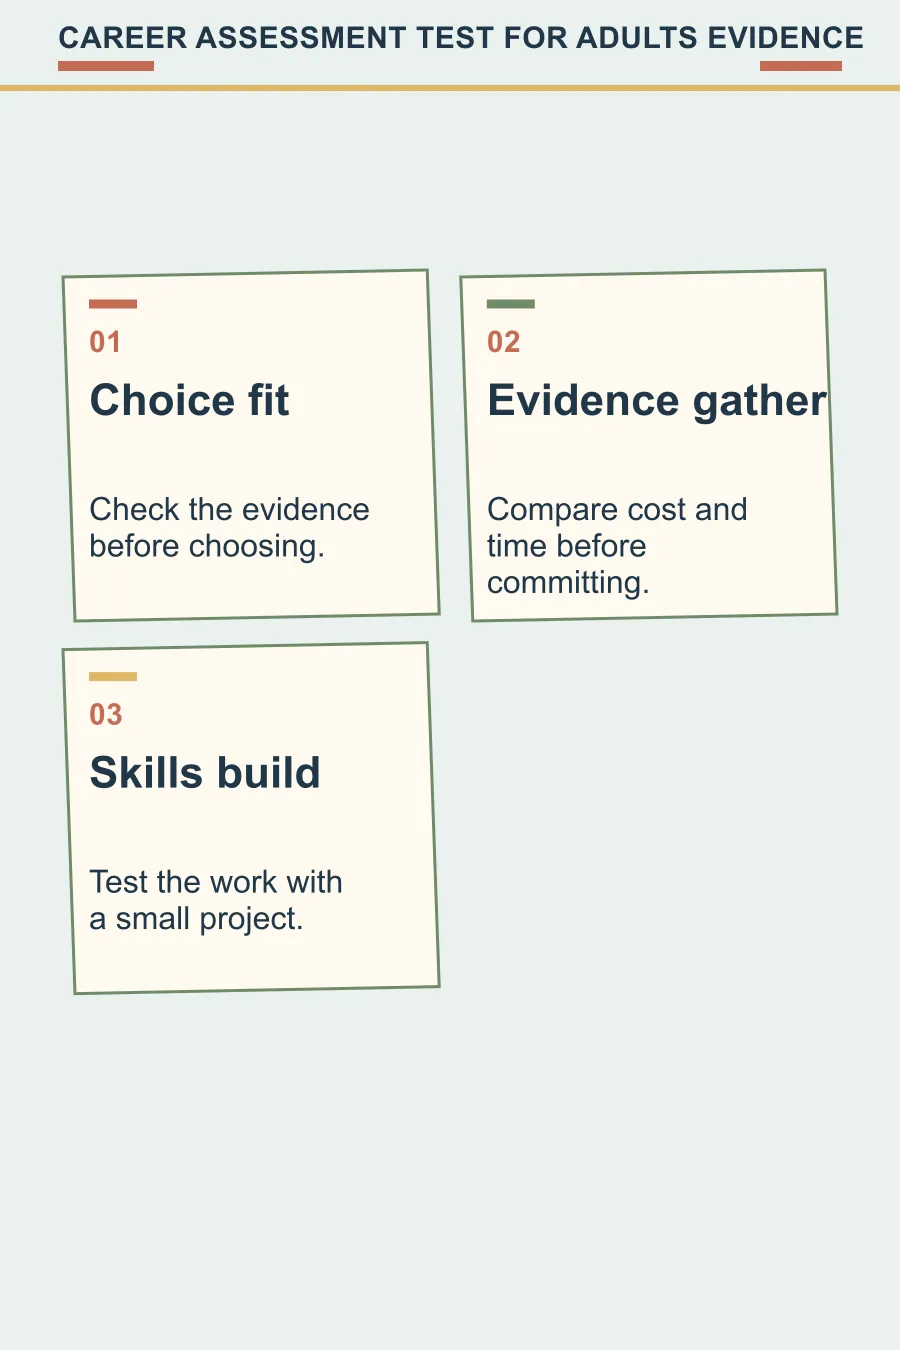 CAREER ASSESSMENT TEST FOR ADULTS EVIDENCE
01
Choice fit
Check the evidence
before choosing.
02
Evidence gather
Compare cost and
time before
committing.
03
Skills build
Test the work with
a small project.